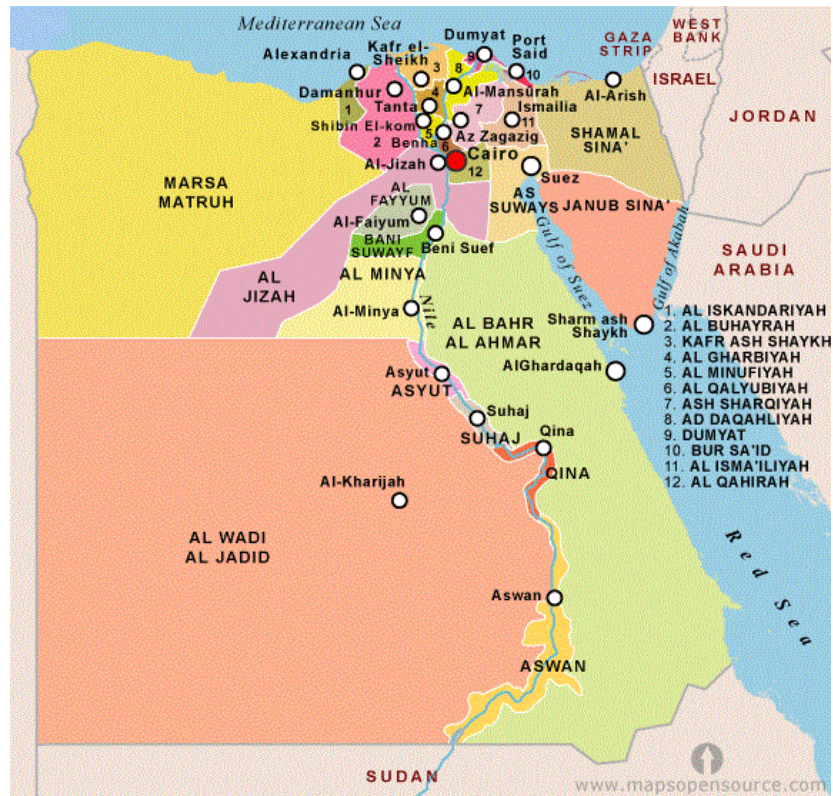 Mediterranean Sea
Dumyat
Port
Said
GAZA
STRIP
WEST
BANK
Alexandria
Kafr el-
Sheikh
3
8
9
10
ISRAEL
Damanhur
Al-Mansurah
Al-Arish
JORDAN
1
Tanta
4
7
Ismailia
11
Shibin El-kom
5
Az Zagazig
SHAMAL
SINA'
2
Benha
6
Al-Jizah
Cairo
12
Suez
MARSA
MATRUH
AL
FAYYUM
AS
SUWAYS
JANUB SINA'
Al-Faiyum
BANI
SUWAYF
Beni Suef
Gulf of Suez
Gulf of Akabah
SAUDI
ARABIA
AL
JIZAH
AL MINYA
Al-Minya
Nile
AL BAHR
AL AHMAR
Sharm ash
Shaykh
AlGhardaqah
Asyut
ASYUT
Suhaj
SUHAJ
Qina
QINA
Al-Kharijah
AL WADI
AL JADID
Aswan
ASWAN
Red Sea
SUDAN
1. AL ISKANDARIYAH
2. AL BUHAYRAH
3. KAFR ASH SHAYKH
4. AL GHARBIYAH
5. AL MINUFIYAH
6. AL QALYUBIYAH
7. ASH SHARQIYAH
8. AD DAQAHLIYAH
9. DUMYAT
10. BUR SA'ID
11. AL ISMA'ILIYAH
12. AL QAHIRAH
www.mapsopensource.com